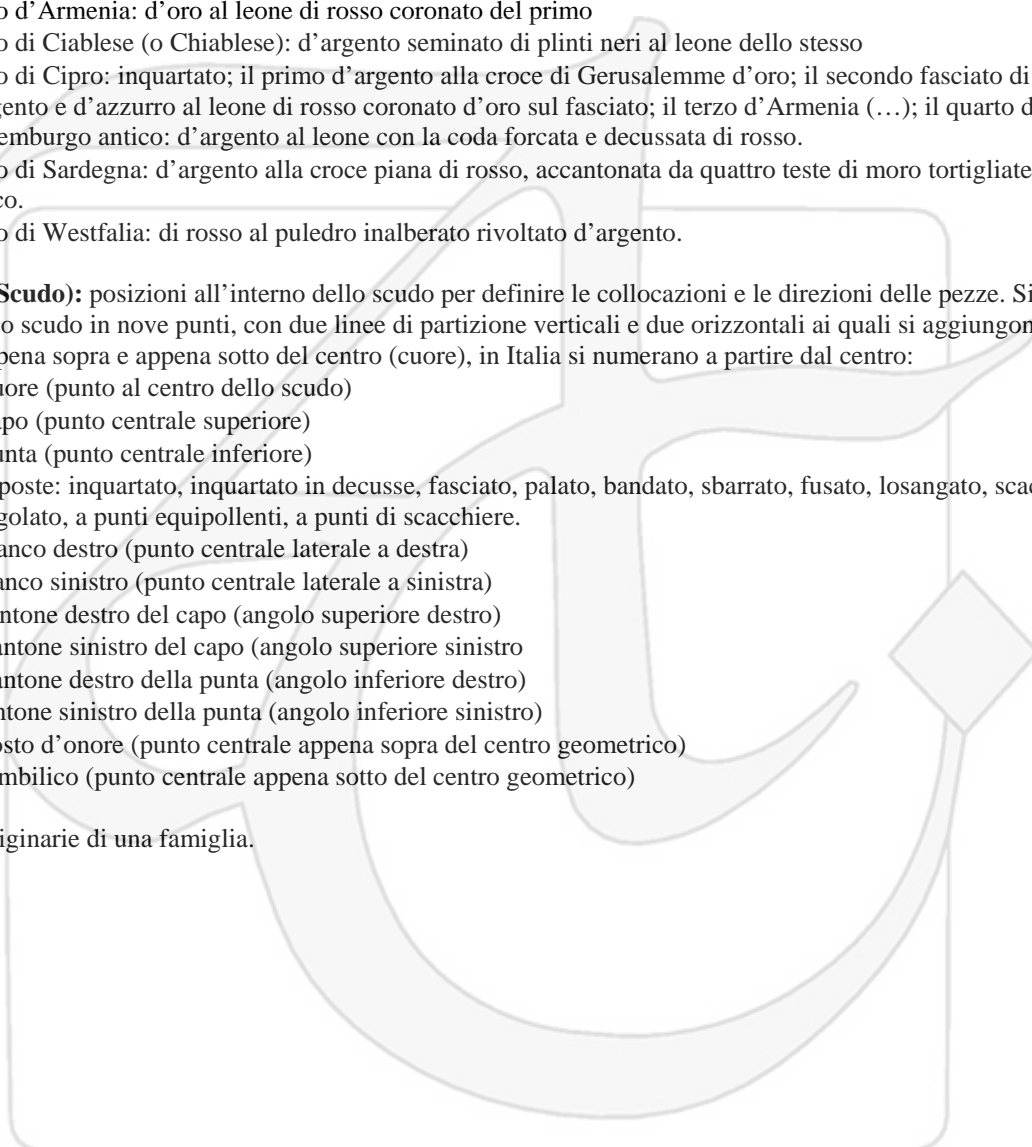 o d’Armenia: d’oro al leone di rosso coronato del primo
o di Ciablese (o Chiablese): d’argento seminato di plinti neri al leone dello stesso
o di Cipro: inquartato; il primo d’argento alla croce di Gerusalemme d’oro; il secondo fasciato di
gento e d’azzurro al leone di rosso coronato d’oro sul fasciato; il terzo d’Armenia (…); il quarto d
emburgo antico: d’argento al leone con la coda forcata e decussata di rosso.
o di Sardegna: d’argento alla croce piana di rosso, accantonata da quattro teste di moro tortigliate
co.
o di Westfalia: di rosso al puledro inalberato rivoltato d’argento.
Scudo): posizioni all’interno dello scudo per definire le collocazioni e le direzioni delle pezze. Si
o scudo in nove punti, con due linee di partizione verticali e due orizzontali ai quali si aggiungon
pena sopra e appena sotto del centro (cuore), in Italia si numerano a partire dal centro:
uore (punto al centro dello scudo)
apo (punto centrale superiore)
unta (punto centrale inferiore)
poste: inquartato, inquartato in decusse, fasciato, palato, bandato, sbarrato, fusato, losangato, scac
golato, a punti equipollenti, a punti di scacchiere.
anco destro (punto centrale laterale a destra)
anco sinistro (punto centrale laterale a sinistra)
ntone destro del capo (angolo superiore destro)
antone sinistro del capo (angolo superiore sinistro
antone destro della punta (angolo inferiore destro)
ntone sinistro della punta (angolo inferiore sinistro)
osto d’onore (punto centrale appena sopra del centro geometrico)
mbilico (punto centrale appena sotto del centro geometrico)
iginarie di una famiglia.